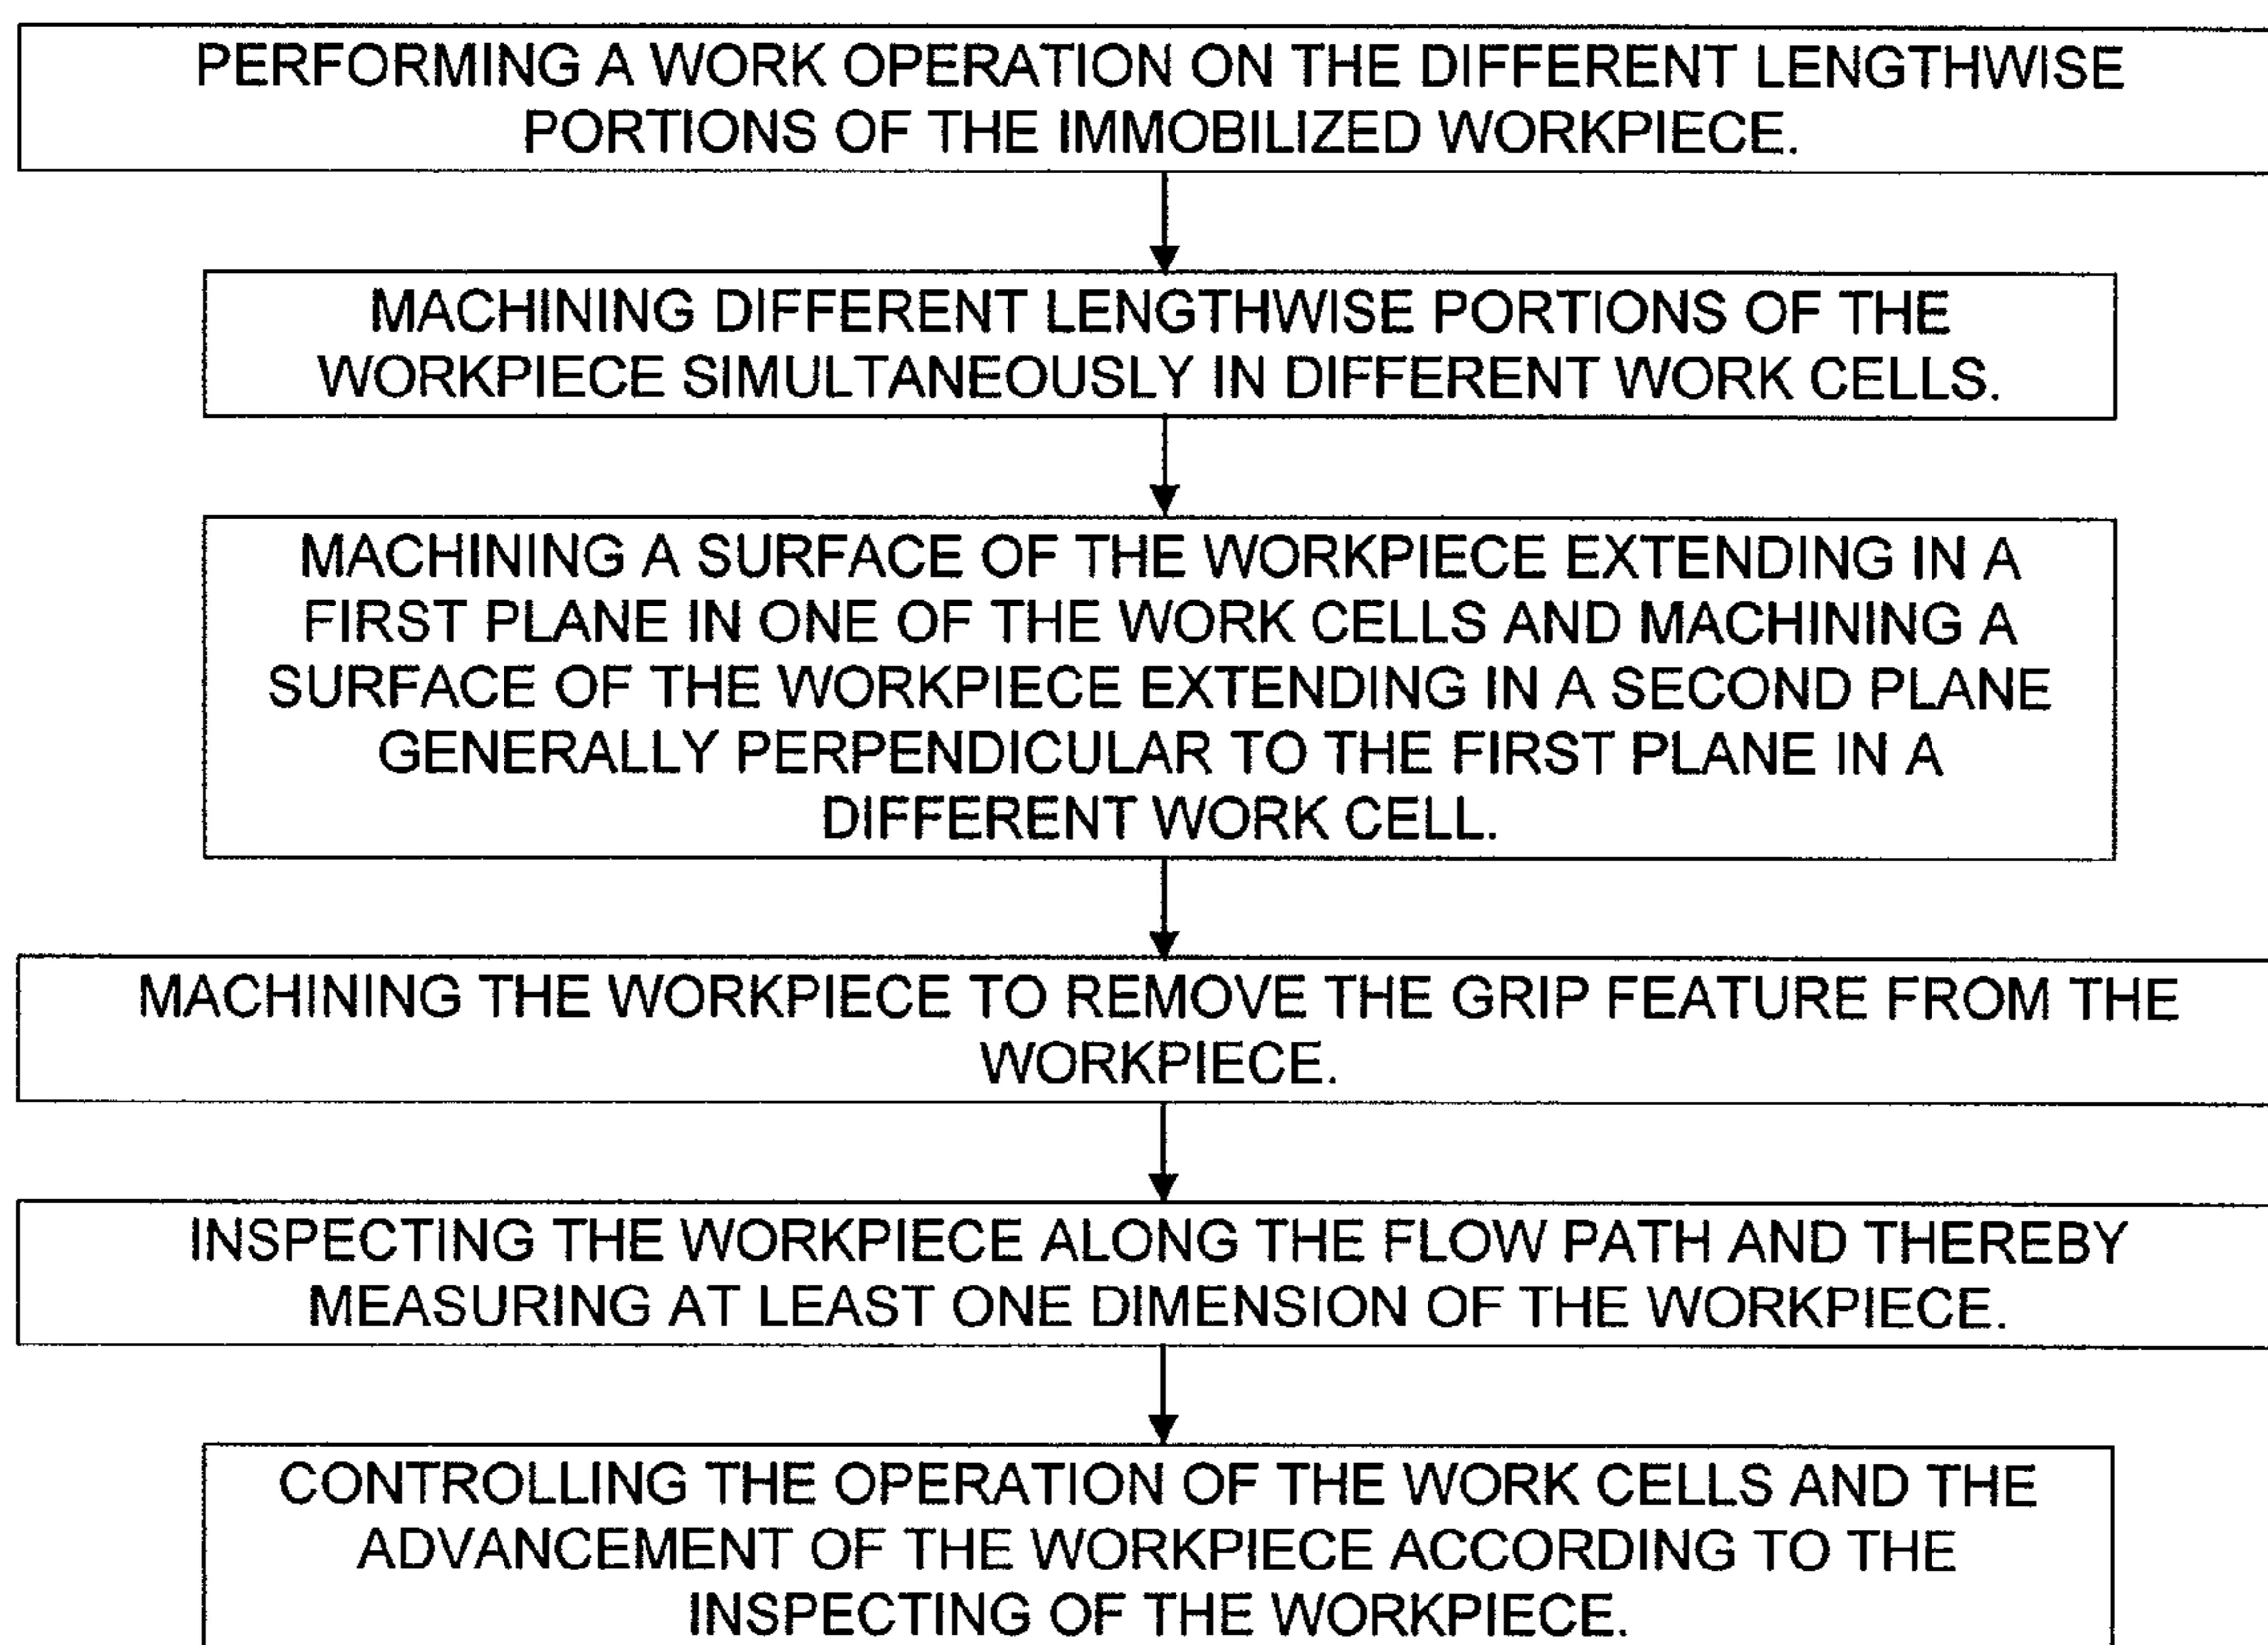 PERFORMING A WORK OPERATION ON THE DIFFERENT LENGTHWISE
PORTIONS OF THE IMMOBILIZED WORKPIECE.
MACHINING DIFFERENT LENGTHWISE PORTIONS OF THE
WORKPIECE SIMULTANEOUSLY IN DIFFERENT WORK CELLS.
MACHINING A SURFACE OF THE WORKPIECE EXTENDING IN A
FIRST PLANE IN ONE OF THE WORK CELLS AND MACHINING A
SURFACE OF THE WORKPIECE EXTENDING IN A SECOND PLANE
GENERALLY PERPENDICULAR TO THE FIRST PLANE IN A
DIFFERENT WORK CELL.
MACHINING THE WORKPIECE TO REMOVE THE GRIP FEATURE FROM THE
WORKPIECE.
INSPECTING THE WORKPIECE ALONG THE FLOW PATH AND THEREBY
MEASURING AT LEAST ONE DIMENSION OF THE WORKPIECE.
CONTROLLING THE OPERATION OF THE WORK CELLS AND THE
ADVANCEMENT OF THE WORKPIECE ACCORDING TO THE
INSPECTING OF THE WORKPIECE.